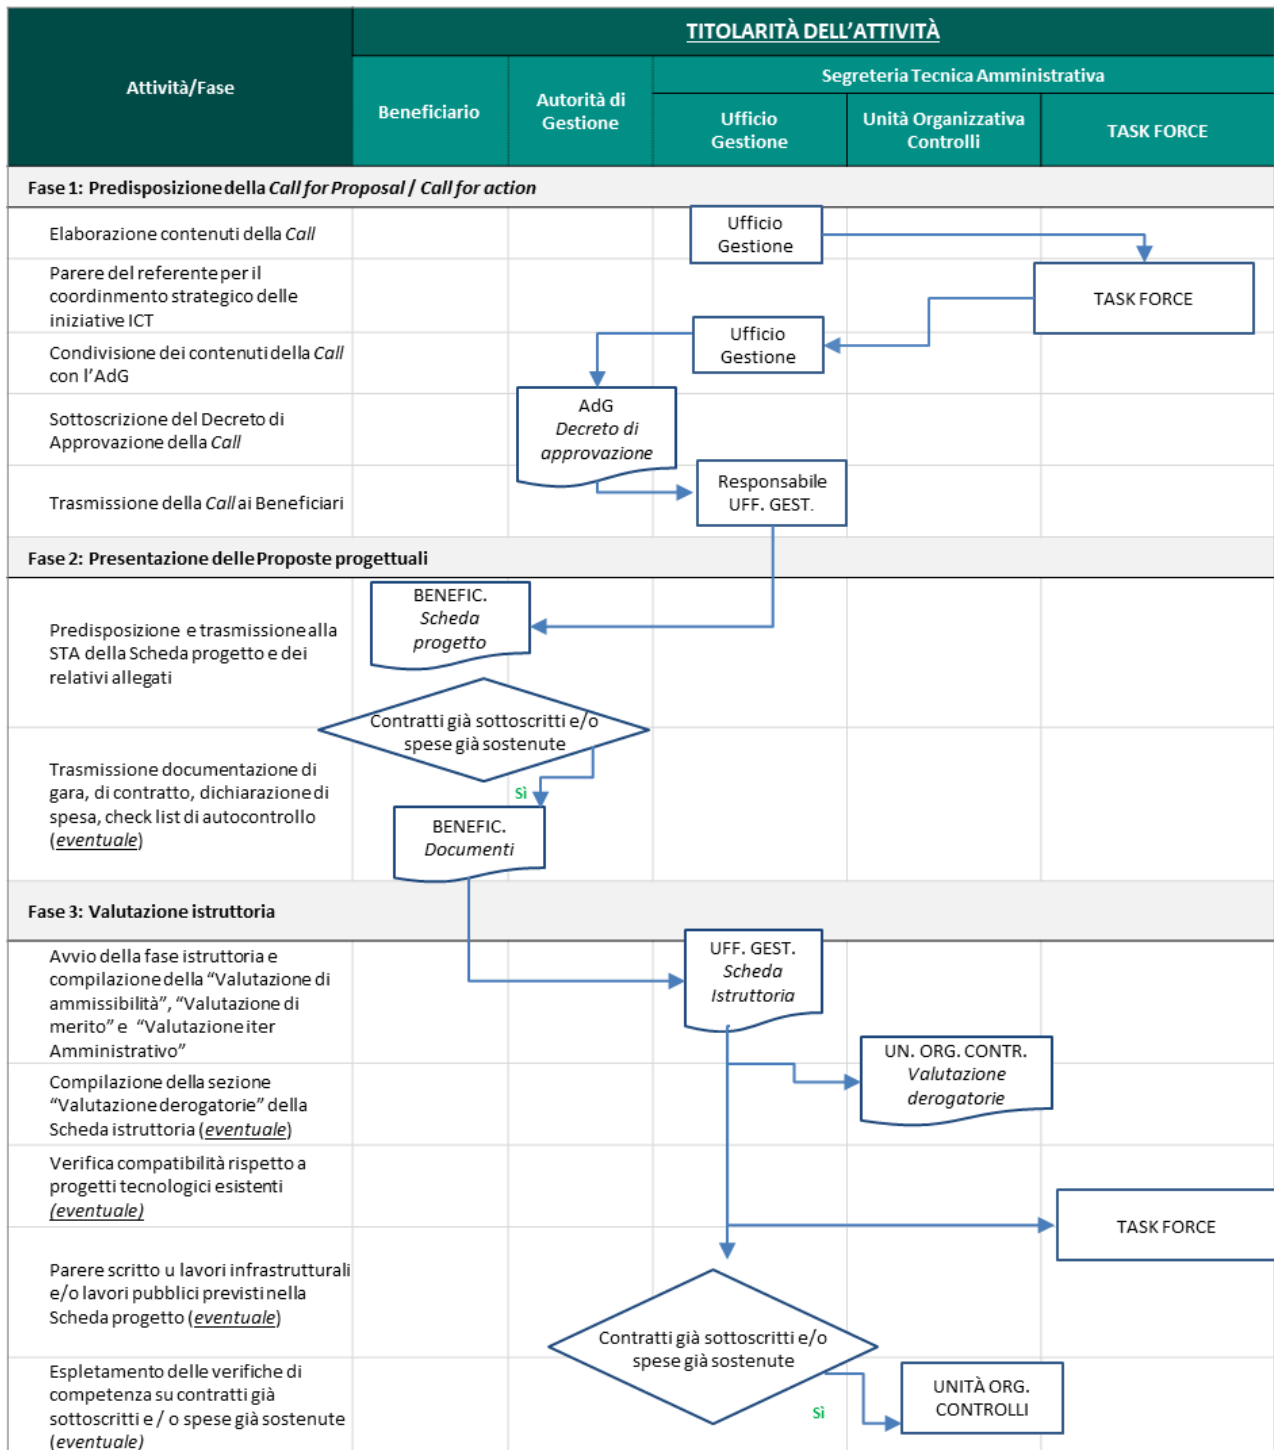 TITOLARITÀ DELL'ATTIVITÀ
Attività/Fase
Beneficiario
Autorità di
Gestione
Segreteria Tecnica Amministrativa
Ufficio
Gestione
Unità Organizzativa
Controlli
TASK FORCE
Fase 1: Predisposizione della Call for Proposal / Call for action
Elaborazione contenuti della Call
Ufficio
Gestione
Parere del referente per il
coordinmento strategico delle
iniziative ICT
TASK FORCE
Condivisione dei contenuti della Call
con l'AdG
Ufficio
Gestione
Sottoscrizione del Decreto di
Approvazione della Call
AdG
Decreto di
approvazione
Trasmissione della Call ai Beneficiari
Responsabile
UFF. GEST.
Fase 2: Presentazione delle Proposte progettuali
Predisposizione e trasmissione alla
STA della Scheda progetto e dei
relativi allegati
BENEFIC.
Scheda
progetto
Contratti già sottoscritti e/o
spese già sostenute
Trasmissione documentazione di
gara, di contratto, dichiarazione di
spesa, check list di autocontrollo
(eventuale)
Sì
BENEFIC.
Documenti
Fase 3: Valutazione istruttoria
Avvio della fase istruttoria e
compilazione della “Valutazione di
ammissibilità”, “Valutazione di
merito” e “Valutazione iter
Amministrativo”
UFF. GEST.
Scheda
Istruttoria
Compilazione della sezione
“Valutazione derogatorie” della
Scheda istruttoria (eventuale)
UN. ORG. CONTR.
Valutazione
derogatorie
Verifica compatibilità rispetto a
progetti tecnologici esistenti
(eventuale)
TASK FORCE
Parere scritto u lavori infrastrutturali
e/o lavori pubblici previsti nella
Scheda progetto (eventuale)
Contratti già sottoscritti e/o
spese già sostenute
Espletamento delle verifiche di
competenza su contratti già
sottoscritti e / o spese già sostenute
(eventuale)
Sì
UNITÀ ORG.
CONTROLLI